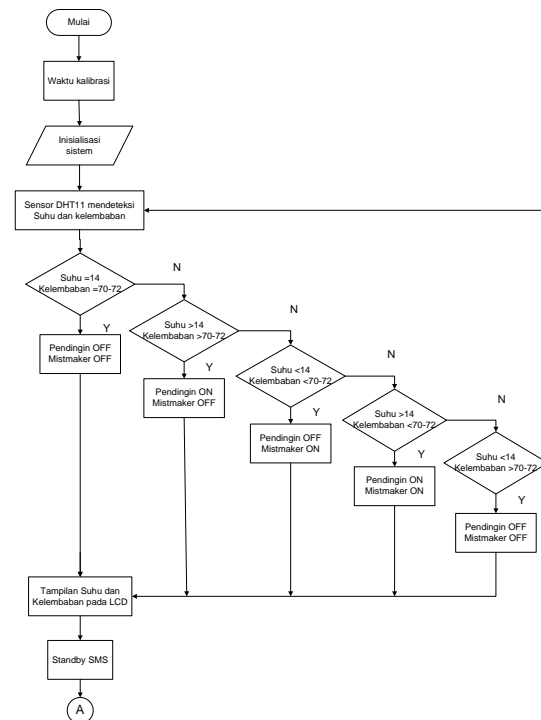 Mulai
Waktu kalibrasi
Inisialisasi
sistem
Sensor DHT11 mendeteksi
Suhu dan kelembaban
Suhu =14
Kelembaban =70-72
N
Y
Pendingin OFF
Mistmaker OFF
Suhu >14
Kelembaban >70-72
N
Y
Pendingin ON
Mistmaker OFF
Suhu <14
Kelembaban <70-72
N
Y
Pendingin OFF
Mistmaker ON
Suhu >14
Kelembaban <70-72
N
Y
Pendingin ON
Mistmaker ON
Suhu <14
Kelembaban >70-72
Y
Pendingin OFF
Mistmaker OFF
Tampilan Suhu dan
Kelembaban pada LCD
Standby SMS
A